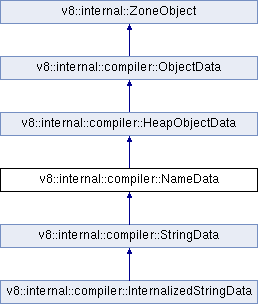 v8::internal::ZoneObject
v8::internal::compiler::ObjectData
v8::internal::compiler::HeapObjectData
v8::internal::compiler::NameData
v8::internal::compiler::StringData
v8::internal::compiler::InternalizedStringData